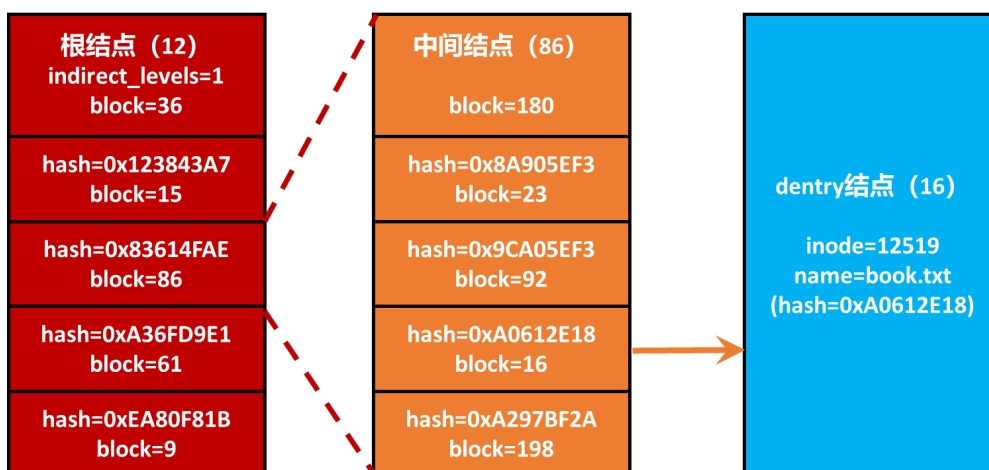 根结点（12）
indirect_levels=1
block=36
hash=0x123843A7
block=15
hash=0x83614FAE
block=86
hash=0xA36FD9E1
block=61
hash=0xEA80F81B
block=9
中间结点（86）
block=180
hash=0x8A905EF3
block=23
hash=0x9CA05EF3
block=92
hash=0xA0612E18
block=16
hash=0xA297BF2A
block=198
dentry结点（16）
inode=12519
name=book.txt
(hash=0xA0612E18)